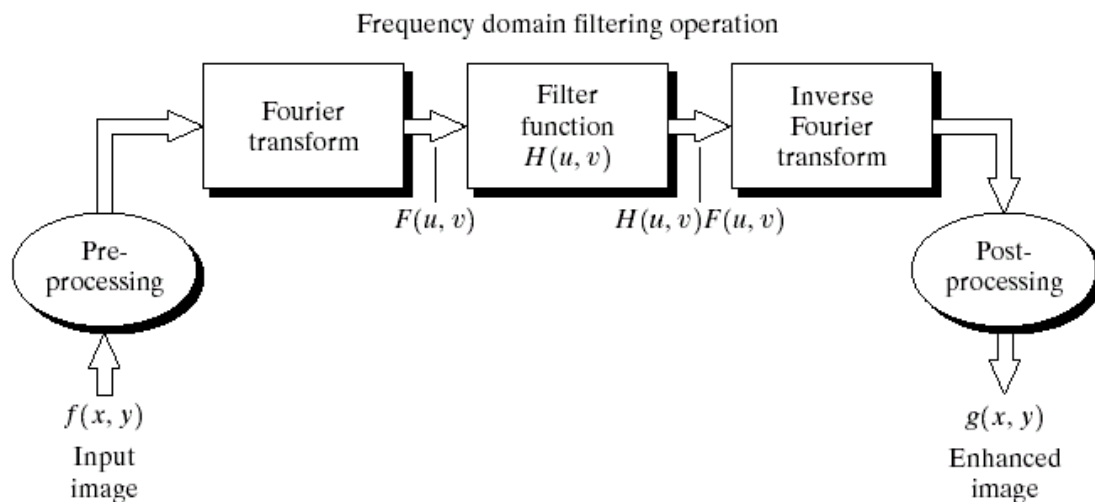 Frequency domain filtering operation
Fourier
transform
Filter
function
H(u, v)
Inverse
Fourier
transform
F(u, v)
H(u, v)F(u, v)
Pre-
processing
Post-
processing
f(x, y)
Input
image
g(x, y)
Enhanced
image